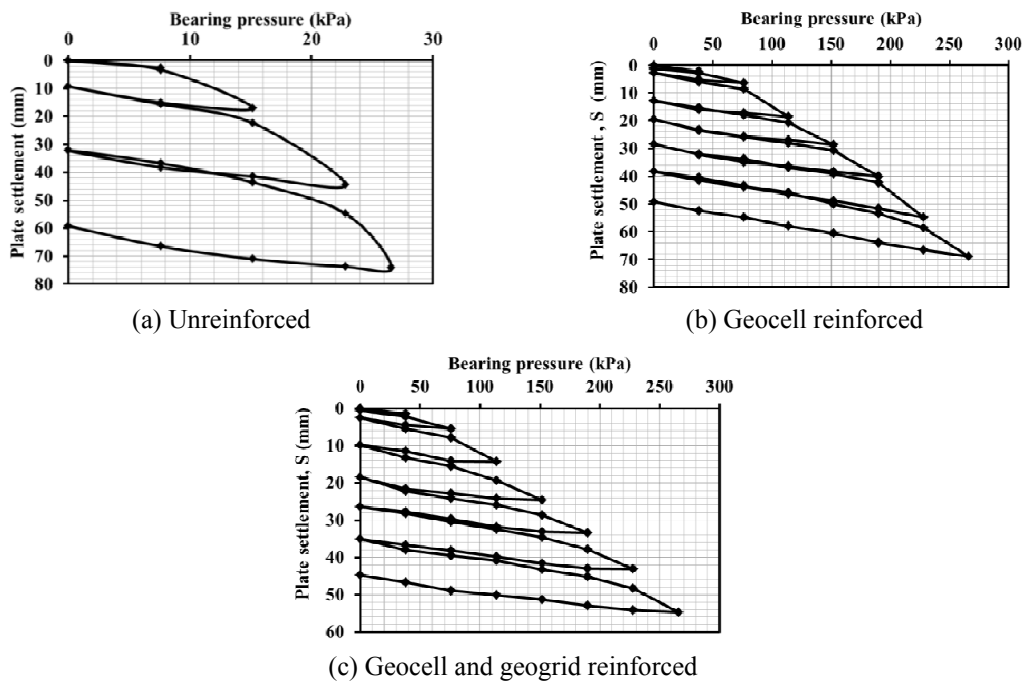 Bearing pressure (kPa)
0 10 20 30
0
10
20
30
40
50
60
70
80
Plate settlement (mm)
(a) Unreinforced
Bearing pressure (kPa)
0 50 100 150 200 250 300
0
10
20
30
40
50
60
70
80
Plate settlement , S (mm)
(b) Geocell reinforced
Bearing pressure (kPa)
0 50 100 150 200 250 300
0
10
20
30
40
50
60
Plate settlement, S (mm)
(c) Geocell and geogrid reinforced